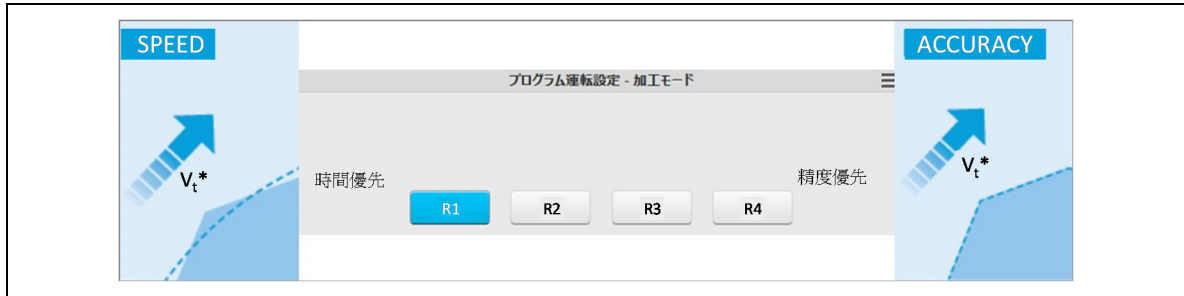 SPEED
ACCURACY
プログラム運転設定 - 加工モード
Vt*
Vt*
時間優先
精度優先
R1
R2
R3
R4